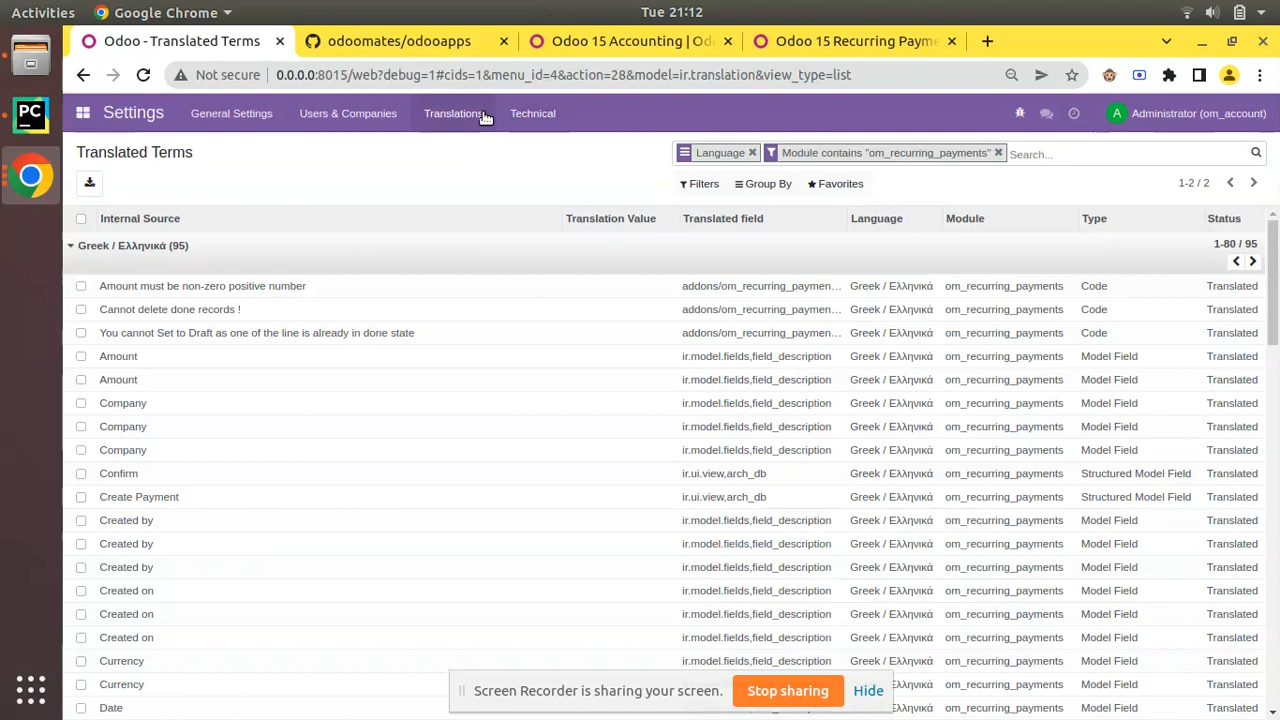 Activities Google Chrome Tue 21:12
Odoo - Translated Terms odoomates/odooapps Odoo 15 Accounting | Od Odoo 15 Recurring Payme
Not secure 0.0.0.0:8015/web?debug=1#cids=1&menu_id=4&action=28&model=ir.translation&view_type=list
Settings General Settings Users & Companies Translations Technical A Administrator (om_account)
Translated Terms Language Module contains "om_recurring_payments" Search...
Filters Group By Favorites 1-2 / 2
Internal Source Translation Value Translated field Language Module Type Status
Greek / Ελληνικά (95) 1-80 / 95
Amount must be non-zero positive number addons/om_recurring_paymen... Greek / Ελληνικά om_recurring_payments Code Translated
Cannot delete done records ! addons/om_recurring_paymen... Greek / Ελληνικά om_recurring_payments Code Translated
You cannot Set to Draft as one of the line is already in done state addons/om_recurring_paymen... Greek / Ελληνικά om_recurring_payments Code Translated
Amount ir.model.fields,field_description Greek / Ελληνικά om_recurring_payments Model Field Translated
Amount ir.model.fields,field_description Greek / Ελληνικά om_recurring_payments Model Field Translated
Company ir.model.fields,field_description Greek / Ελληνικά om_recurring_payments Model Field Translated
Company ir.model.fields,field_description Greek / Ελληνικά om_recurring_payments Model Field Translated
Company ir.model.fields,field_description Greek / Ελληνικά om_recurring_payments Model Field Translated
Confirm ir.ui.view,arch_db Greek / Ελληνικά om_recurring_payments Structured Model Field Translated
Create Payment ir.ui.view,arch_db Greek / Ελληνικά om_recurring_payments Structured Model Field Translated
Created by ir.model.fields,field_description Greek / Ελληνικά om_recurring_payments Model Field Translated
Created by ir.model.fields,field_description Greek / Ελληνικά om_recurring_payments Model Field Translated
Created by ir.model.fields,field_description Greek / Ελληνικά om_recurring_payments Model Field Translated
Created on ir.model.fields,field_description Greek / Ελληνικά om_recurring_payments Model Field Translated
Created on ir.model.fields,field_description Greek / Ελληνικά om_recurring_payments Model Field Translated
Created on ir.model.fields,field_description Greek / Ελληνικά om_recurring_payments Model Field Translated
Currency ir.model.fields,field_description Greek / Ελληνικά om_recurring_payments Model Field Translated
Currency Model Field Translated
Date ir.model.fields,field_description Greek / Ελληνικά om_recurring_payments Model Field Translated
Screen Recorder is sharing your screen. Stop sharing Hide
PC